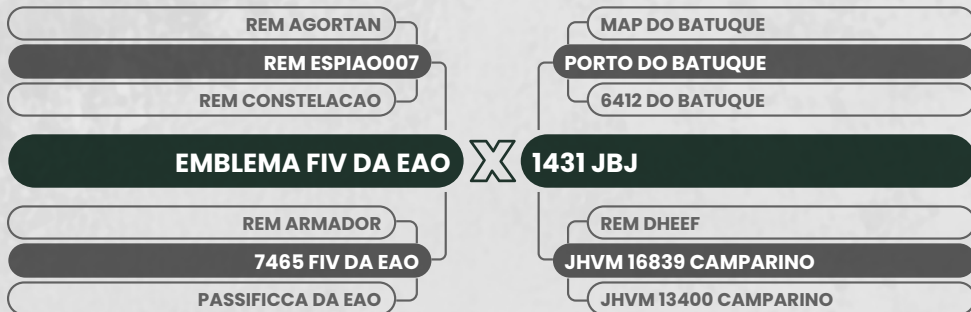 REM AGORTAN
REM ESPIAO007
REM CONSTELACAO
EMBLEMA FIV DA EAO
REM ARMADOR
7465 FIV DA EAO
PASSIFICCA DA EAO
X
MAP DO BATUQUE
PORTO DO BATUQUE
6412 DO BATUQUE
1431 JBJ
REM DHEEF
JHVM 16839 CAMPARINO
JHVM 13400 CAMPARINO